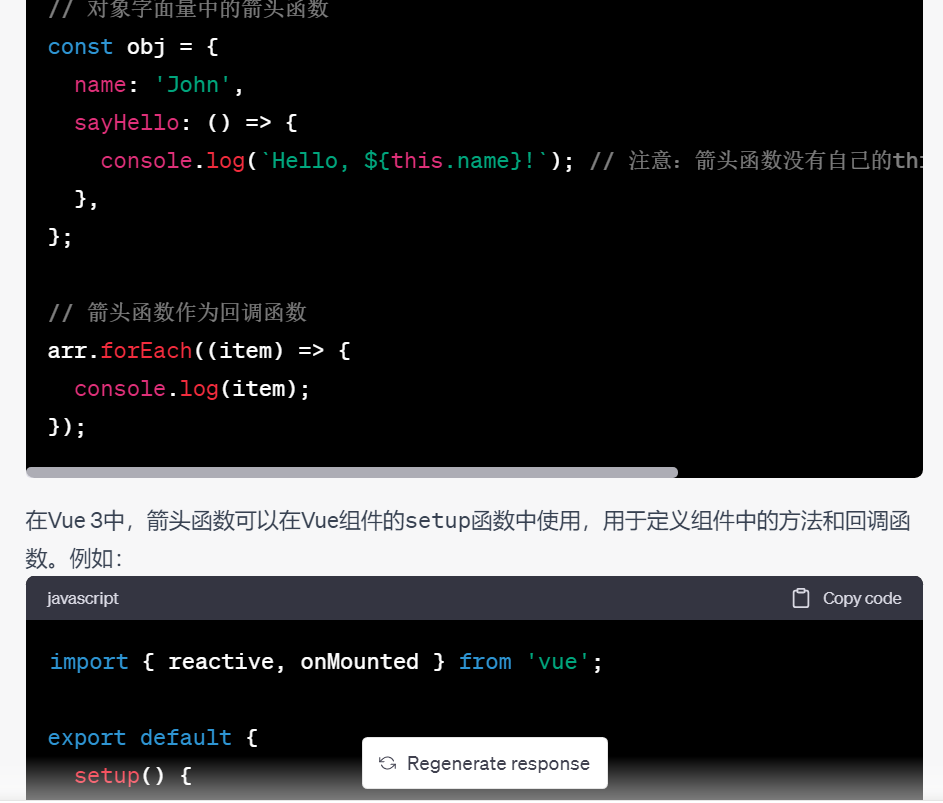 // 对象字面量中的箭头函数
const obj = {
  name: 'John',
  sayHello: () => {
    console.log(`Hello, ${this.name}!`); // 注意：箭头函数没有自己的thi
  },
};

// 箭头函数作为回调函数
arr.forEach((item) => {
  console.log(item);
});
在Vue 3中，箭头函数可以在Vue组件的setup函数中使用，用于定义组件中的方法和回调函
数。例如：
javascript Copy code
import { reactive, onMounted } from 'vue';

export default {
  setup() {
Regenerate response